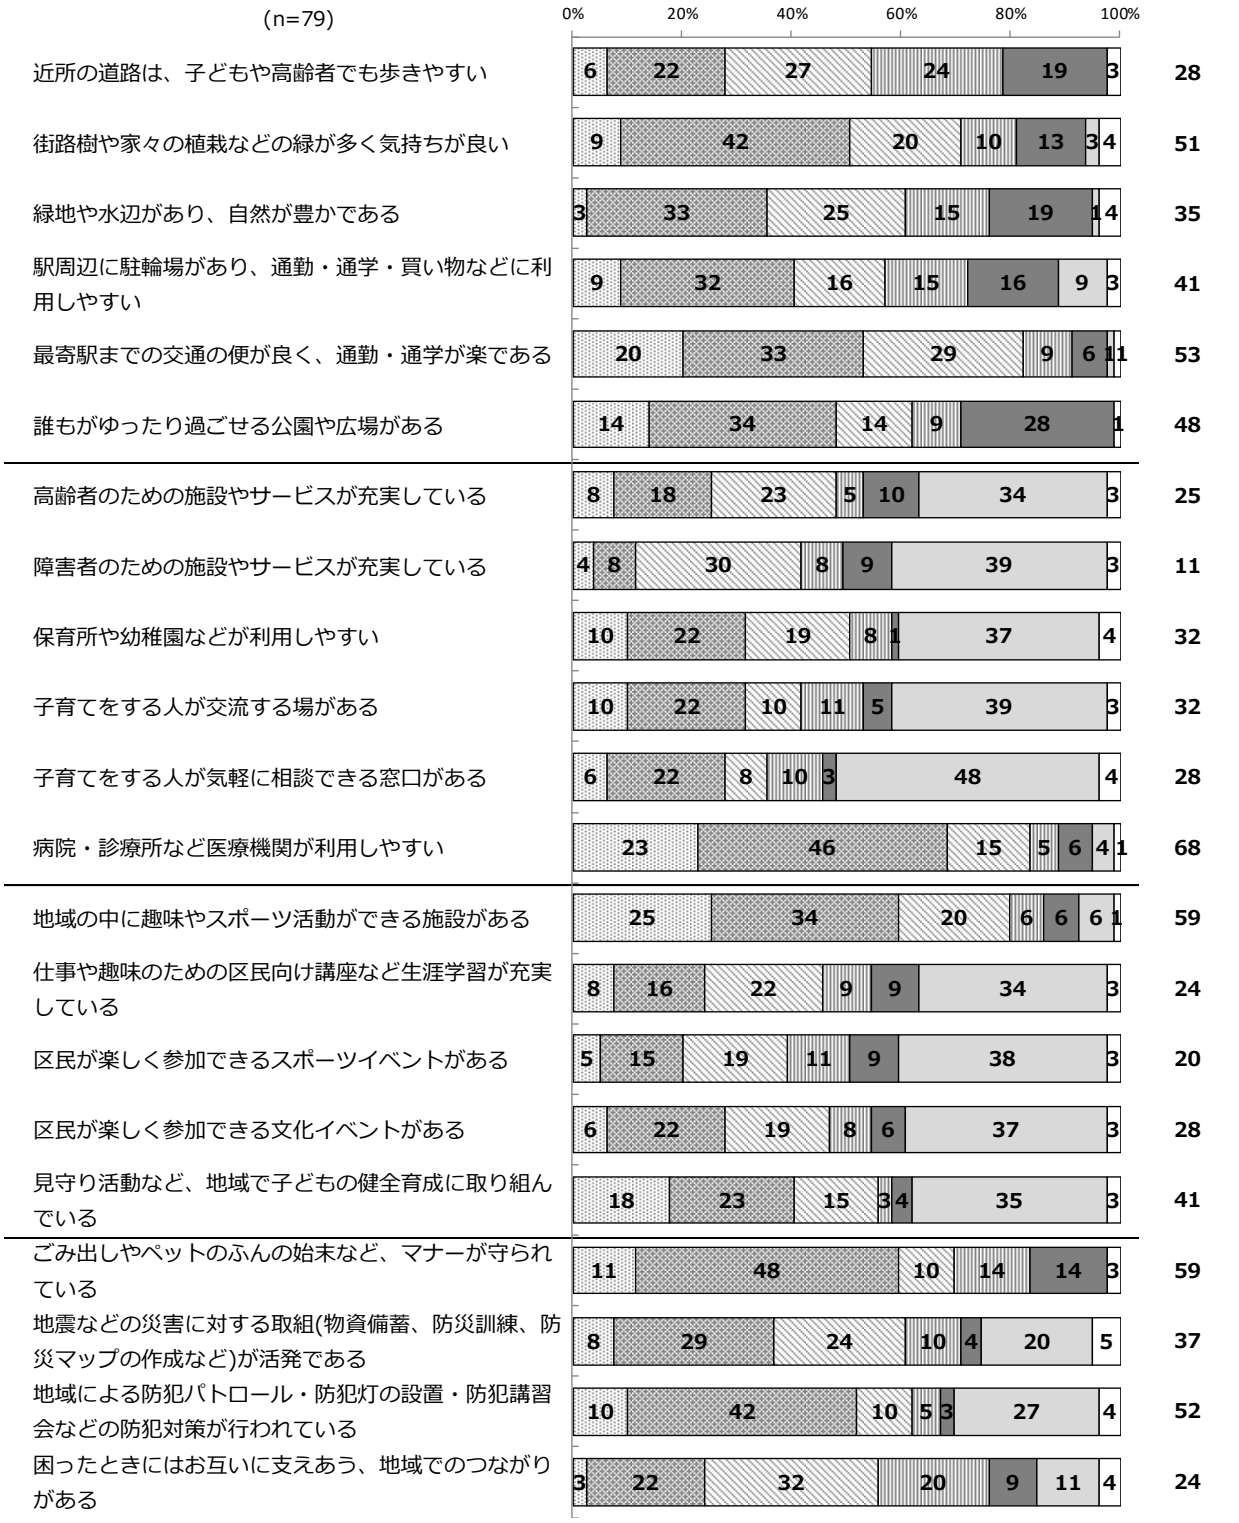 (n=79)
0% 20% 40% 60% 80% 100%
近所の道路は、子どもや高齢者でも歩きやすい 6 22 27 24 19 3 28
街路樹や家々の植栽などの緑が多く気持ちが良い 9 42 20 10 13 3 4 51
緑地や水辺があり、自然が豊かである 3 33 25 15 19 1 4 35
駅周辺に駐輪場があり、通勤・通学・買い物などに利
用しやすい 9 32 16 15 16 9 3 41
最寄駅までの交通の便が良く、通勤・通学が楽である 20 33 29 9 6 1 1 53
誰もがゆったり過ごせる公園や広場がある 14 34 14 9 28 1 48
高齢者のための施設やサービスが充実している 8 18 23 5 10 34 3 25
障害者のための施設やサービスが充実している 4 8 30 8 9 39 3 11
保育所や幼稚園などが利用しやすい 10 22 19 8 1 37 4 32
子育てをする人が交流する場がある 10 22 10 11 5 39 3 32
子育てをする人が気軽に相談できる窓口がある 6 22 8 10 3 48 4 28
病院・診療所など医療機関が利用しやすい 23 46 15 5 6 4 1 68
地域の中に趣味やスポーツ活動ができる施設がある 25 34 20 6 6 6 1 59
仕事や趣味のための区民向け講座など生涯学習が充実
している 8 16 22 9 9 34 3 24
区民が楽しく参加できるスポーツイベントがある 5 15 19 11 9 38 3 20
区民が楽しく参加できる文化イベントがある 6 22 19 8 6 37 3 28
見守り活動など、地域で子どもの健全育成に取り組ん
でいる 18 23 15 3 4 35 3 41
ごみ出しやペットのふんの始末など、マナーが守られ
ている 11 48 10 14 14 3 59
地震などの災害に対する取組(物資備蓄、防災訓練、防
災マップの作成など)が活発である 8 29 24 10 4 20 5 37
地域による防犯パトロール・防犯灯の設置・防犯講習
会などの防犯対策が行われている 10 42 10 5 3 27 4 52
困ったときにはお互いに支えあう、地域でのつながり
がある 3 22 32 20 9 11 4 24